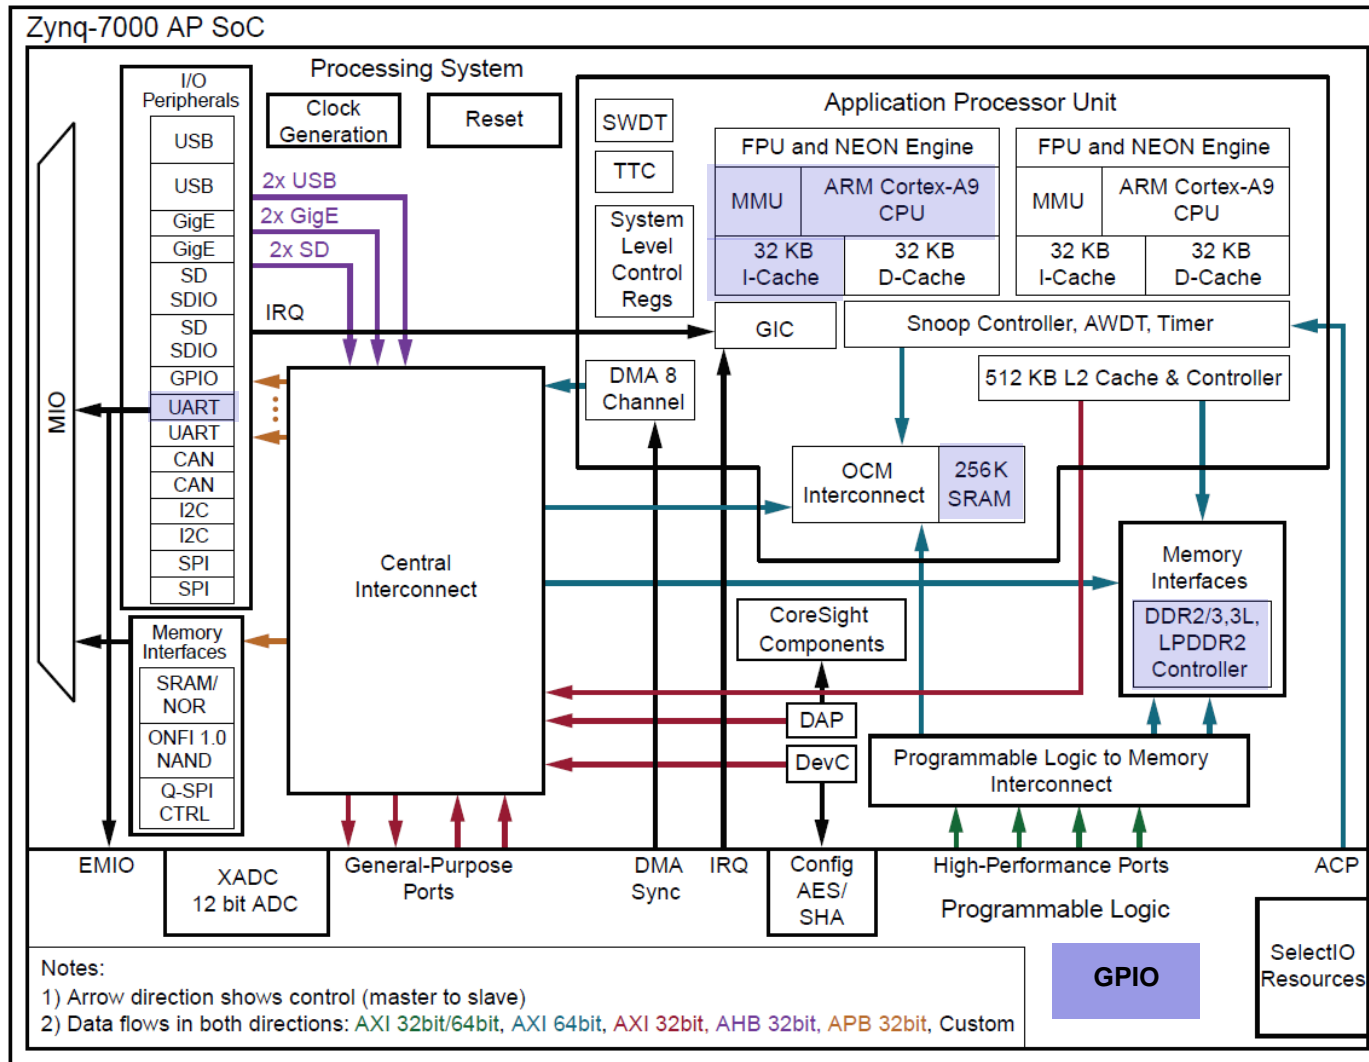 Zynq-7000 AP SoC
Processing System
I/O
Peripherals
USB
USB
GigE
GigE
SD
SDIO
SD
SDIO
GPIO
UART
UART
CAN
CAN
I2C
I2C
SPI
SPI
MIO
Clock
Generation
Reset
2x USB
2x GigE
2x SD
IRQ
Application Processor Unit
SWDT
TTC
System
Level
Control
Regs
FPU and NEON Engine
MMU
ARM Cortex-A9
CPU
32 KB
I-Cache
32 KB
D-Cache
FPU and NEON Engine
MMU
ARM Cortex-A9
CPU
32 KB
I-Cache
32 KB
D-Cache
GIC
Snoop Controller, AWDT, Timer
DMA 8
Channel
512 KB L2 Cache & Controller
OCM
Interconnect
256K
SRAM
Central
Interconnect
Memory
Interfaces
DDR2/3,3L,
LPDDR2
Controller
CoreSight
Components
DAP
DevC
Programmable Logic to Memory
Interconnect
Memory
Interfaces
SRAM/
NOR
ONFI 1.0
NAND
Q-SPI
CTRL
EMIO
XADC
12 bit ADC
General-Purpose
Ports
DMA
Sync
IRQ
Config
AES/
SHA
High-Performance Ports
ACP
Programmable Logic
GPIO
SelectIO
Resources
Notes:
1) Arrow direction shows control (master to slave)
2) Data flows in both directions: AXI 32bit/64bit, AXI 64bit, AXI 32bit, AHB 32bit, APB 32bit, Custom